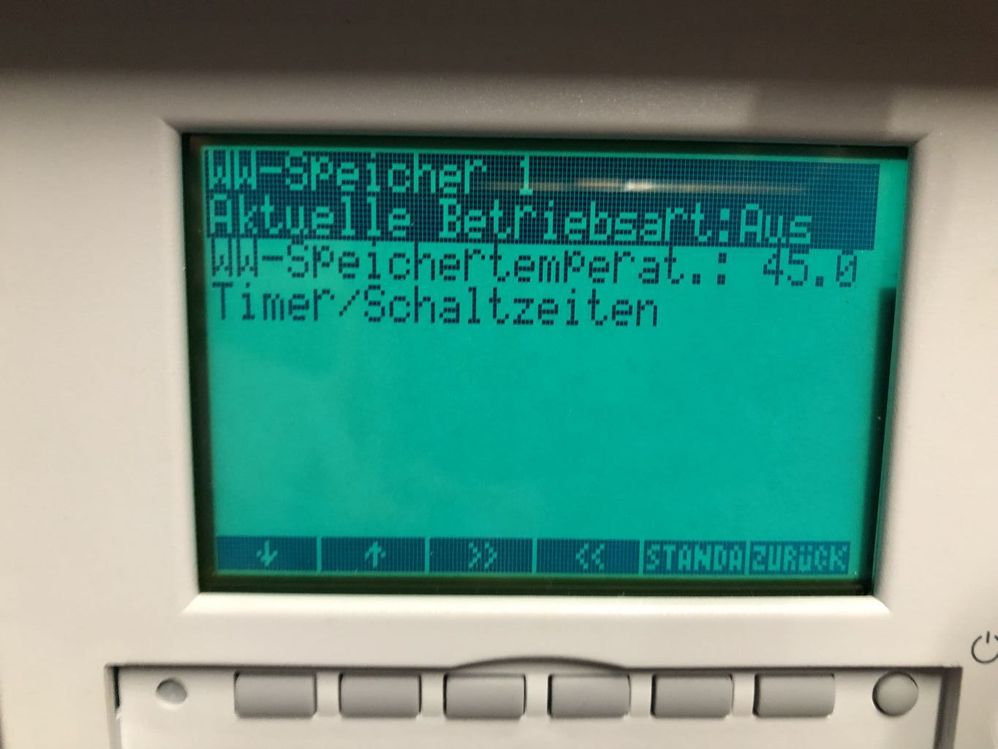 WW-Speicher 1
Aktuelle Betriebsart:Aus
WW-Speichertemperat.: 45.0
Timer/Schaltzeiten
↓ ↑ >> << STANDA ZURÜCK